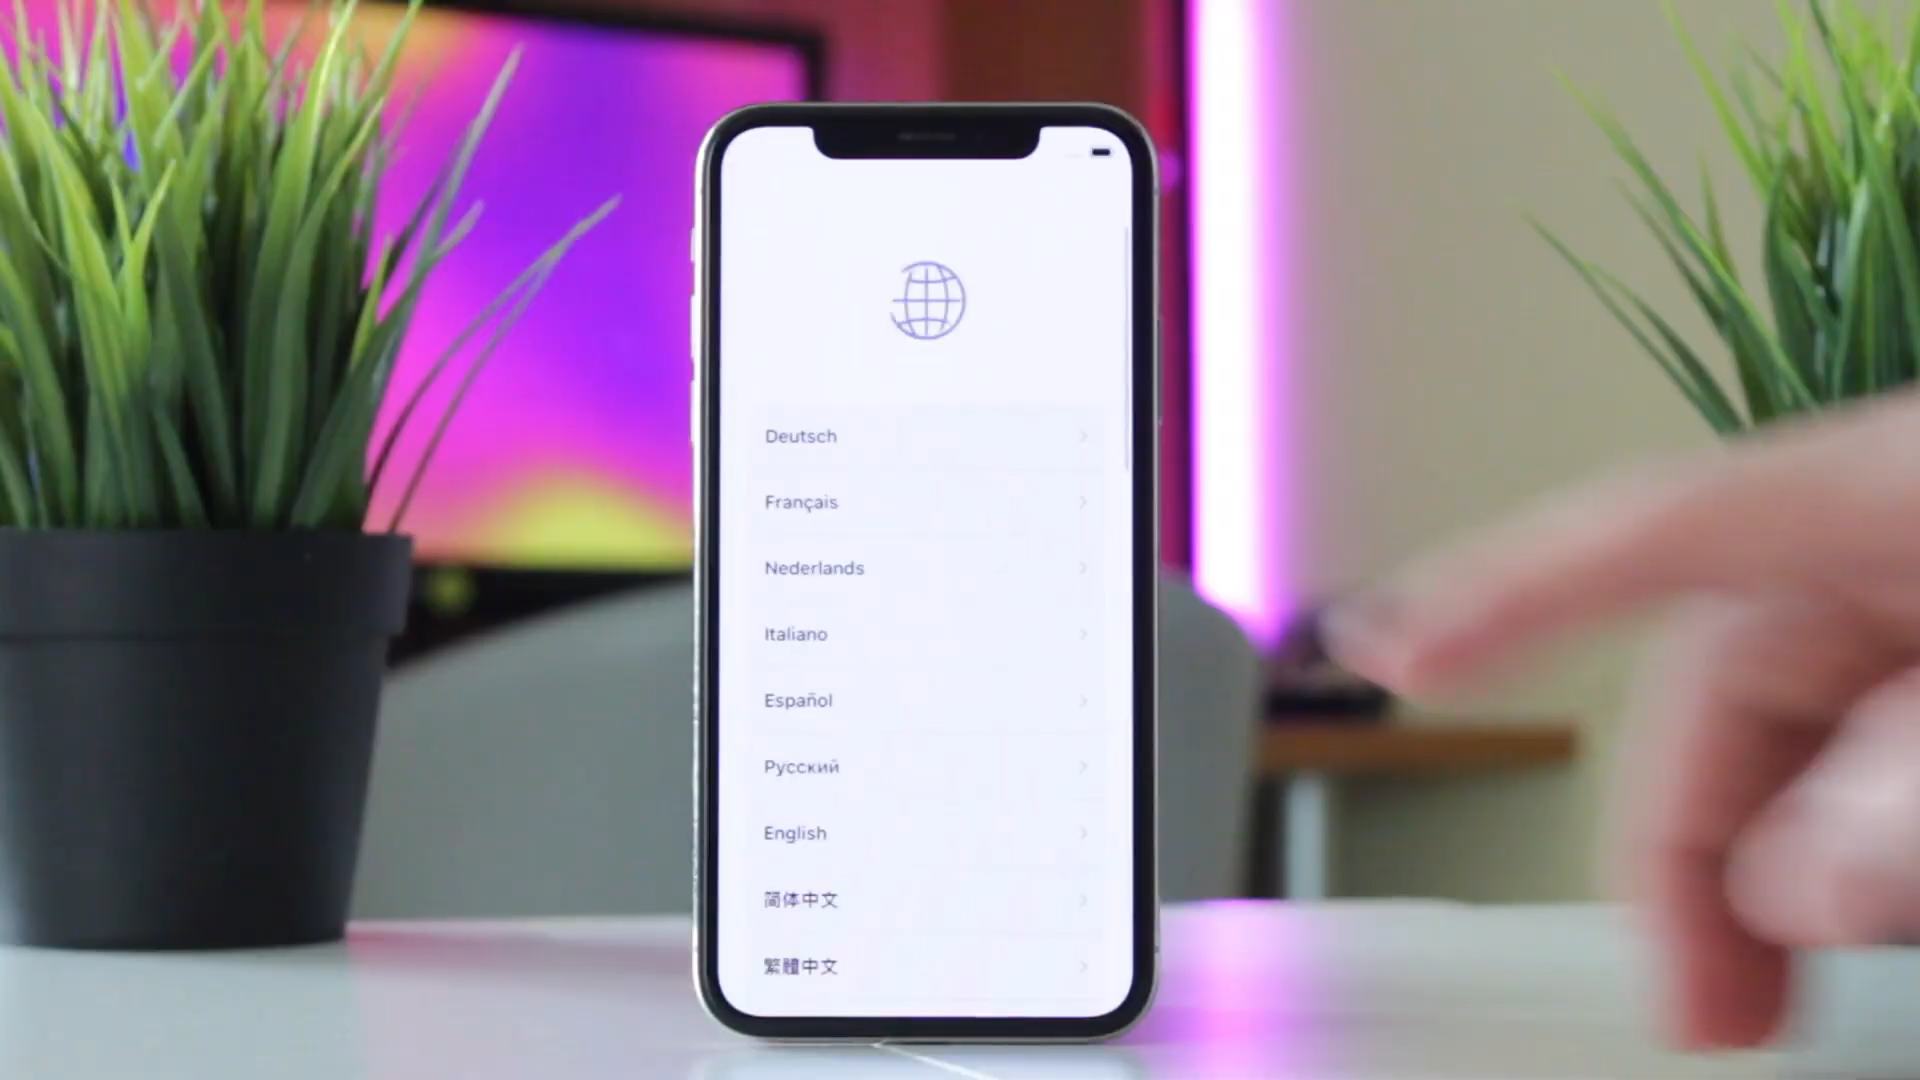 Deutsch
Français
Nederlands
Italiano
Español
Русский
English
简体中文
繁體中文